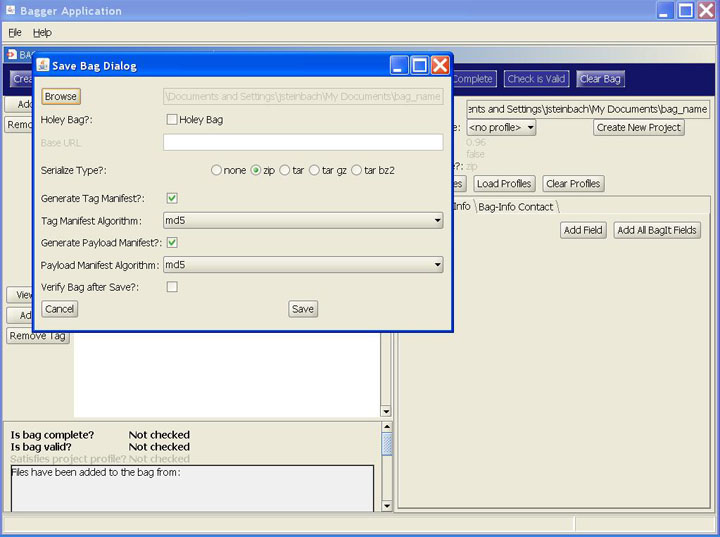 Bagger Application
File Help
BAG
Save Bag Dialog
Crea
Complete
Check is Valid
Clear Bag
Browse
\Documents and Settings\jsteinbach\My Documents\bag_name
Add
Remov
Holey Bag?:
Holey Bag
Base URL
Serialize Type?:
none
zip
tar
tar gz
tar bz2
Generate Tag Manifest?:
Tag Manifest Algorithm:
md5
Generate Payload Manifest?:
Payload Manifest Algorithm:
md5
Verify Bag after Save?:
Cancel
Save
ents and Settings\jsteinbach\My Documents\bag_name
e:
<no profile>
Create New Project
0.96
false
e?: zip
es
Load Profiles
Clear Profiles
Info
Bag-Info Contact
Add Field
Add All BagIt Fields
View
Ad
Remove Tag
Is bag complete? Not checked
Is bag valid? Not checked
Satisfies project profile? Not checked
Files have been added to the bag from: